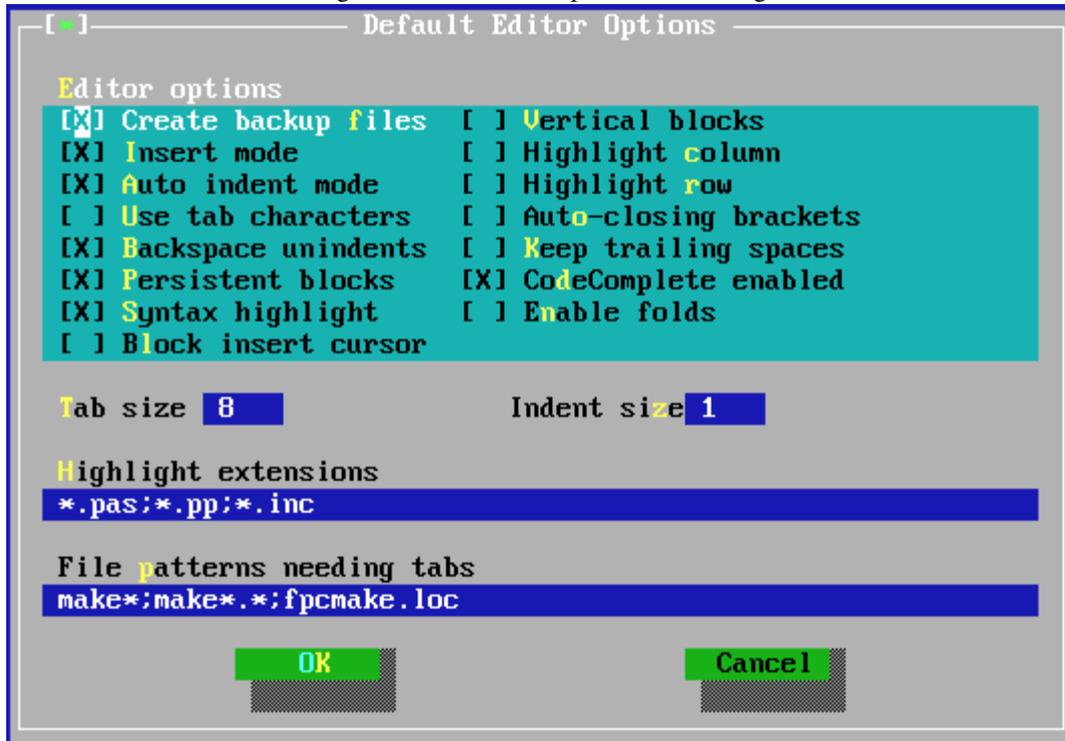 [*] Default Editor Options
Editor options
[X] Create backup files [ ] Vertical blocks
[X] Insert mode [ ] Highlight column
[X] Auto indent mode [ ] Highlight row
[ ] Use tab characters [ ] Auto-closing brackets
[X] Backspace unindents [ ] Keep trailing spaces
[X] Persistent blocks [X] CodeComplete enabled
[X] Syntax highlight [ ] Enable folds
[ ] Block insert cursor
Tab size 8 Indent size 1
Highlight extensions
*.pas;*.pp;*.inc
File patterns needing tabs
make*;make*.*;fpcmake.loc
OK Cancel